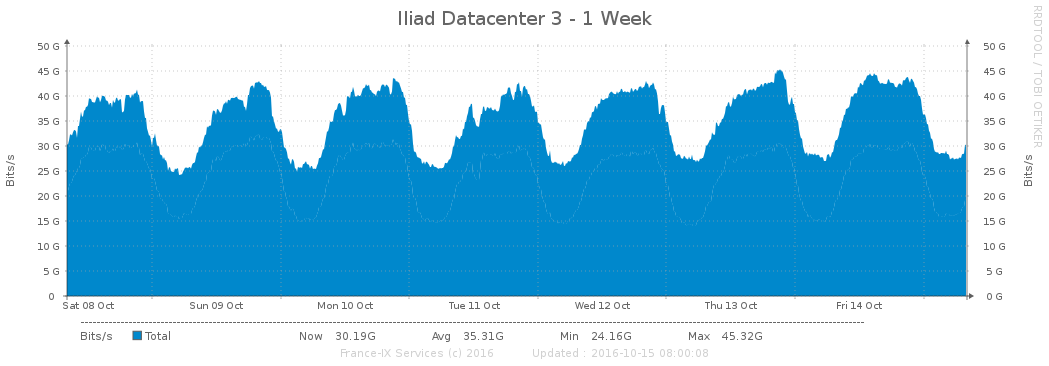 Iliad Datacenter 3 - 1 Week
RRDTOOL / TOBI OETIKER
50 G 50 G
45 G 45 G
40 G 40 G
35 G 35 G
30 G 30 G
25 G 25 G
20 G 20 G
15 G 15 G
10 G 10 G
5 G 5 G
0 0 G
Bits/s
Bits/s
Sat 08 Oct Sun 09 Oct Mon 10 Oct Tue 11 Oct Wed 12 Oct Thu 13 Oct Fri 14 Oct
Bits/s Total Now 30.19G Avg 35.31G Min 24.16G Max 45.32G
France-IX Services (c) 2016 Updated : 2016-10-15 08:00:08